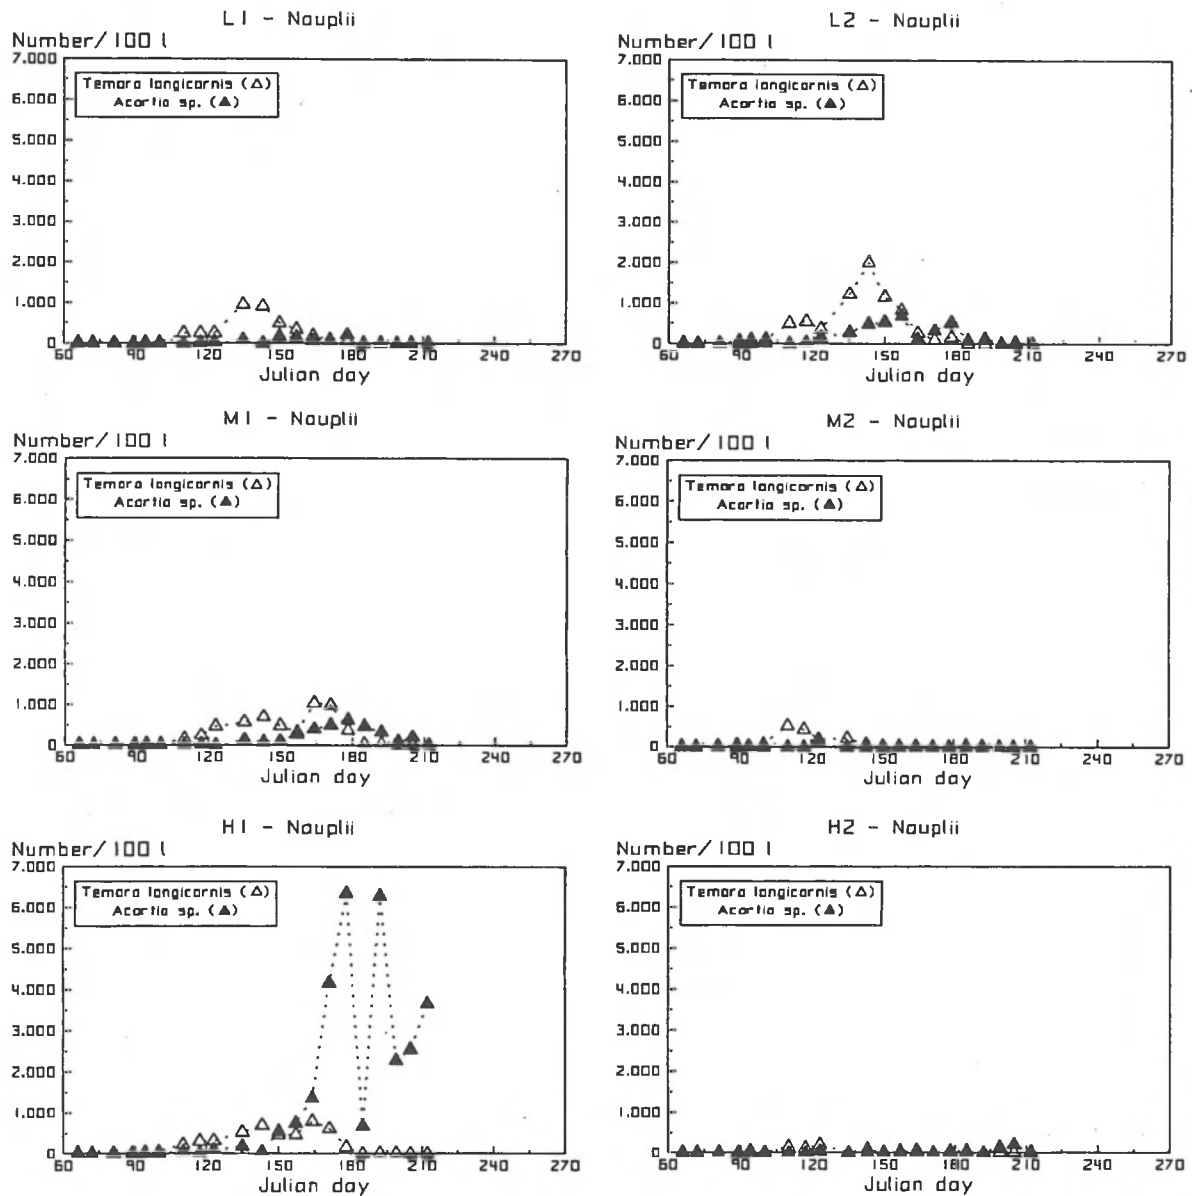 L1 - Nauplii
Number/100 l
7.000
6.000
5.000
4.000
3.000
2.000
1.000
0
Temora longicornis (△)
Acartia sp. (▲)
60 90 120 150 180 210 240 270
Julian day
L2 - Nauplii
Number/100 l
7.000
6.000
5.000
4.000
3.000
2.000
1.000
0
Temora longicornis (△)
Acartia sp. (▲)
60 90 120 150 180 210 240 270
Julian day
M1 - Nauplii
Number/100 l
7.000
6.000
5.000
4.000
3.000
2.000
1.000
0
Temora longicornis (△)
Acartia sp. (▲)
60 90 120 150 180 210 240 270
Julian day
M2 - Nauplii
Number/100 l
7.000
6.000
5.000
4.000
3.000
2.000
1.000
0
Temora longicornis (△)
Acartia sp. (▲)
60 90 120 150 180 210 240 270
Julian day
H1 - Nauplii
Number/100 l
7.000
6.000
5.000
4.000
3.000
2.000
1.000
0
Temora longicornis (△)
Acartia sp. (▲)
60 90 120 150 180 210 240 270
Julian day
H2 - Nauplii
Number/100 l
7.000
6.000
5.000
4.000
3.000
2.000
1.000
0
Temora longicornis (△)
Acartia sp. (▲)
60 90 120 150 180 210 240 270
Julian day